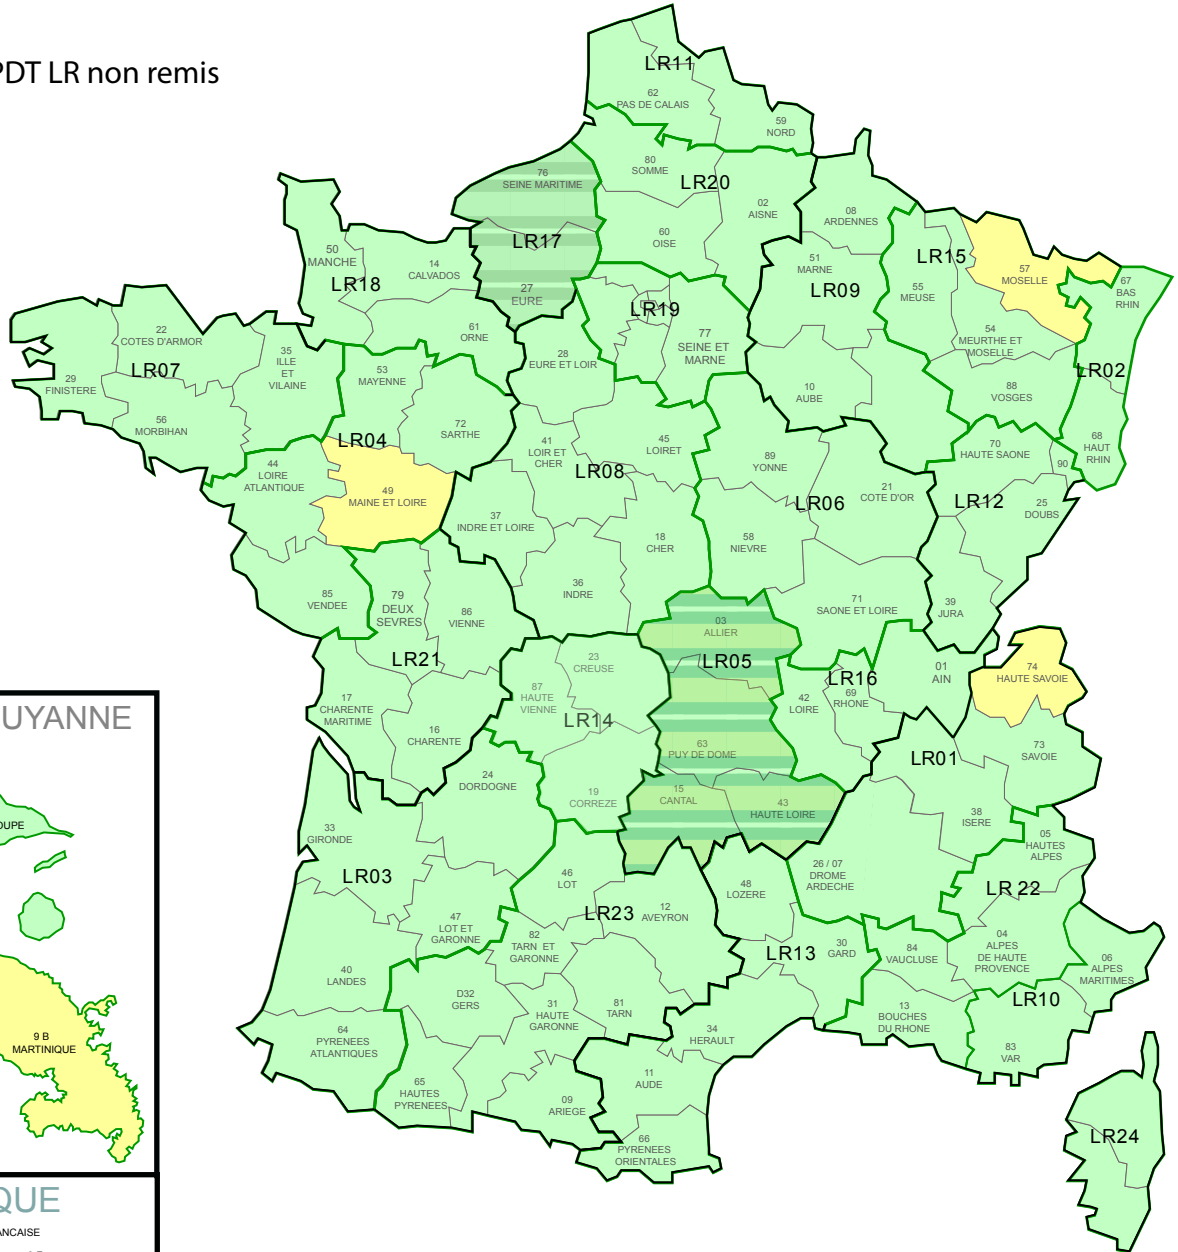 PDT LR non remis
LR11
62
PAS DE CALAIS
59
NORD
80
SOMME
LR20
02
AISNE
60
OISE
76
SEINE MARITIME
LR17
27
EURE
08
ARDENNES
51
MARNE
LR09
10
AUBE
LR15
55
MEUSE
57
MOSELLE
54
MEURTHE ET
MOSELLE
88
VOSGES
67
BAS
RHIN
LR02
68
HAUT
RHIN
50
MANCHE
LR18
14
CALVADOS
61
ORNE
LR19
77
SEINE ET
MARNE
22
COTES D'ARMOR
LR07
29
FINISTERE
56
MORBIHAN
35
ILLE
ET
VILAINE
53
MAYENNE
72
SARTHE
LR04
44
LOIRE
ATLANTIQUE
49
MAINE ET LOIRE
85
VENDEE
28
EURE ET LOIR
41
LOIR ET
CHER
45
LOIRET
LR08
37
INDRE ET LOIRE
18
CHER
36
INDRE
89
YONNE
LR06
21
COTE D'OR
58
NIEVRE
71
SAONE ET LOIRE
70
HAUTE SAONE
90
LR12
25
DOUBS
39
JURA
79
DEUX
SEVRES
86
VIENNE
LR21
17
CHARENTE
MARITIME
16
CHARENTE
23
CREUSE
87
HAUTE
VIENNE
LR14
19
CORREZE
03
ALLIER
LR05
63
PUY DE DOME
15
CANTAL
43
HAUTE LOIRE
LR16
42
LOIRE
69
RHONE
01
AIN
74
HAUTE SAVOIE
LR01
73
SAVOIE
38
ISERE
26 / 07
DROME
ARDECHE
05
HAUTES
ALPES
LR 22
04
ALPES
DE HAUTE
PROVENCE
06
ALPES
MARITIMES
LR10
83
VAR
84
VAUCLUSE
13
BOUCHES
DU RHONE
24
DORDOGNE
33
GIRONDE
LR03
47
LOT ET
GARONNE
40
LANDES
64
PYRENEES
ATLANTIQUES
46
LOT
LR23
12
AVEYRON
82
TARN ET
GARONNE
D32
GERS
31
HAUTE
GARONNE
81
TARN
65
HAUTES
PYRENEES
09
ARIEGE
48
LOZERE
LR13
30
GARD
34
HERAULT
11
AUDE
66
PYRENEES
ORIENTALES
LR24
UYANNE
OUPE
9 B
MARTINIQUE
QUE
ANCAISE